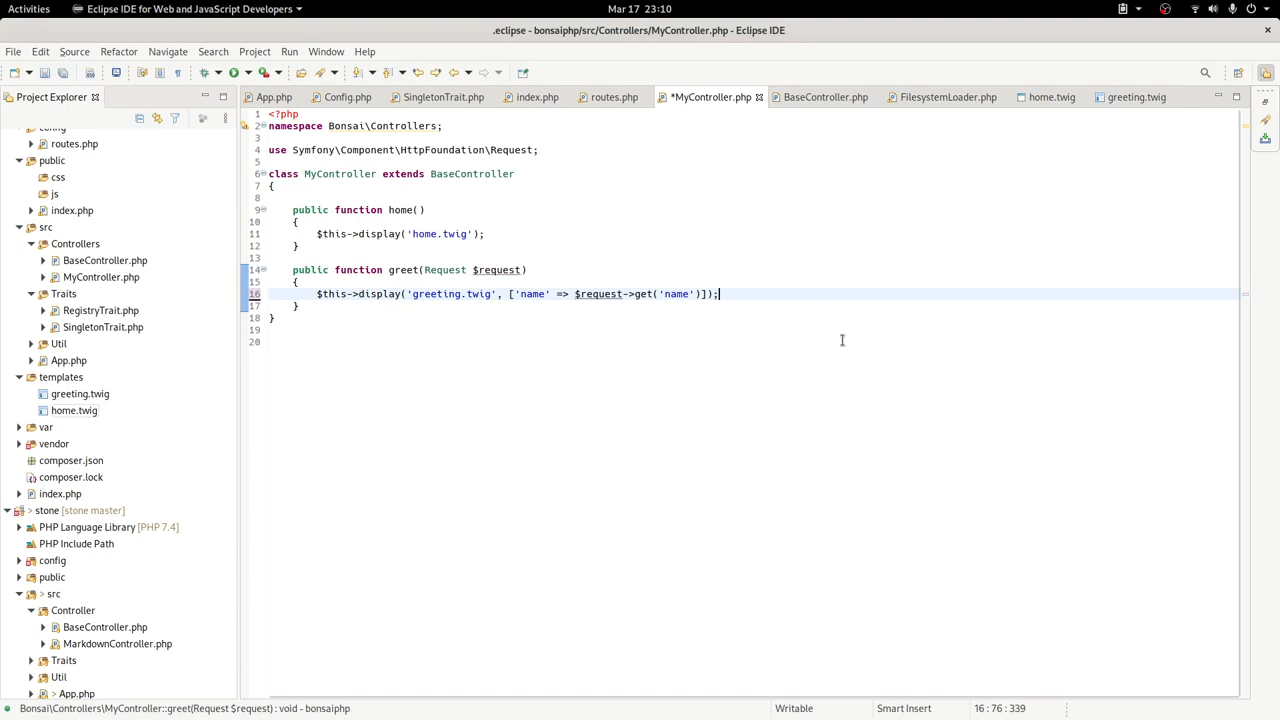 Activities
Eclipse IDE for Web and JavaScript Developers
Mar 17 23:10
.eclipse - bonsaiphp/src/Controllers/MyController.php - Eclipse IDE
File Edit Source Refactor Navigate Search Project Run Window Help
Project Explorer
App.php Config.php SingletonTrait.php index.php routes.php *MyController.php BaseController.php FilesystemLoader.php home.twig greeting.twig
config
routes.php
public
css
js
index.php
src
Controllers
BaseController.php
MyController.php
Traits
RegistryTrait.php
SingletonTrait.php
Util
App.php
templates
greeting.twig
home.twig
var
vendor
composer.json
composer.lock
index.php
> stone [stone master]
PHP Language Library [PHP 7.4]
PHP Include Path
config
public
> src
Controller
BaseController.php
MarkdownController.php
Traits
Util
> App.php
1 <?php
2 namespace Bonsai\Controllers;
3
4 use Symfony\Component\HttpFoundation\Request;
5
6 class MyController extends BaseController
7 {
8
9 public function home()
10 {
11 $this->display('home.twig');
12 }
13
14 public function greet(Request $request)
15 {
16 $this->display('greeting.twig', ['name' => $request->get('name')]);
17 }
18 }
19
20
Bonsai\Controllers\MyController::greet(Request $request) : void - bonsaiphp
Writable
Smart Insert
16 : 76 : 339